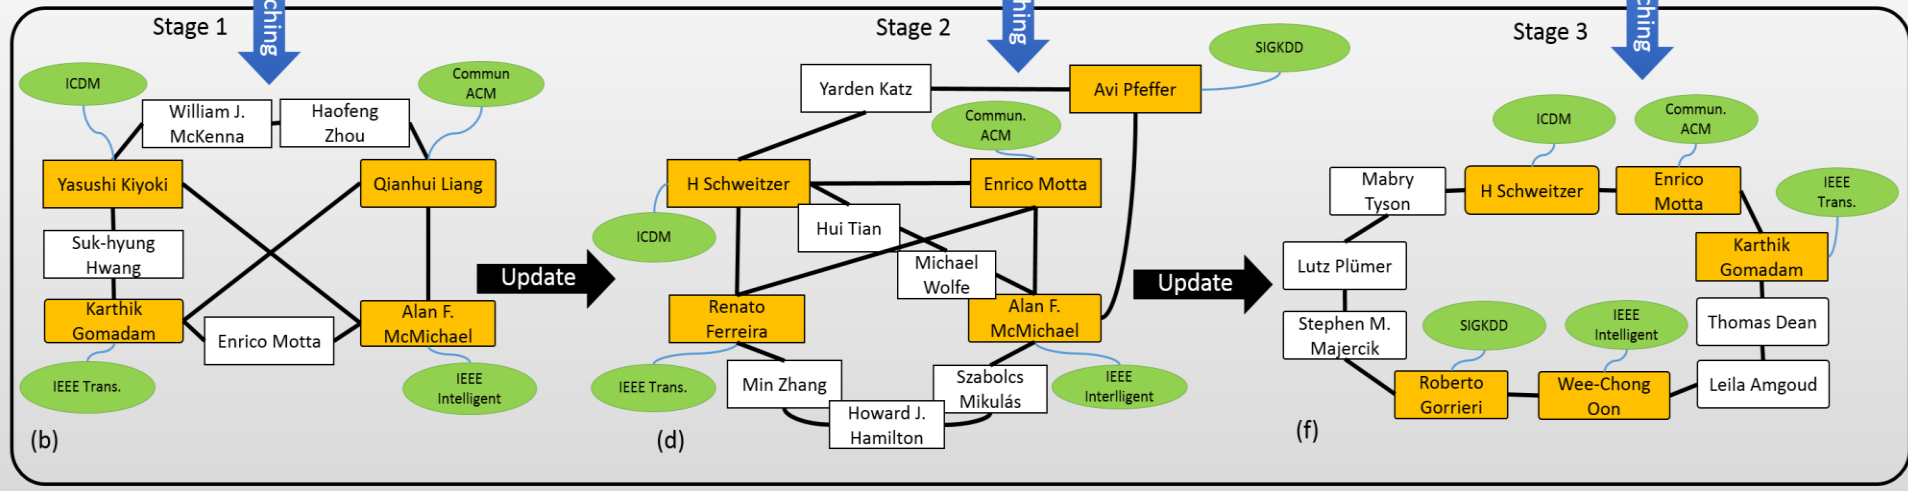 ching
Stage 1
ICDM
Commun
ACM
William J.
McKenna
Haofeng
Zhou
Yasushi Kiyoki
Qianhui Liang
Suk-hyung
Hwang
Karthik
Gomadam
Enrico Motta
Alan F.
McMichael
IEEE Trans.
IEEE
Intelligent
(b)
Update
hing
Stage 2
SIGKDD
Yarden Katz
Avi Pfeffer
Commun.
ACM
H Schweitzer
Enrico Motta
Hui Tian
ICDM
Michael
Wolfe
Renato
Ferreira
Alan F.
McMichael
IEEE Trans.
Min Zhang
Szabolcs
Mikulás
IEEE
Interlligent
Howard J.
Hamilton
(d)
Update
ching
Stage 3
ICDM
Commun.
ACM
Mabry
Tyson
H Schweitzer
Enrico
Motta
IEEE
Trans.
Lutz Plümer
Karthik
Gomadam
Stephen M.
Majercik
SIGKDD
IEEE
Intelligent
Thomas Dean
Roberto
Gorrieri
Wee-Chong
Oon
Leila Amgoud
(f)